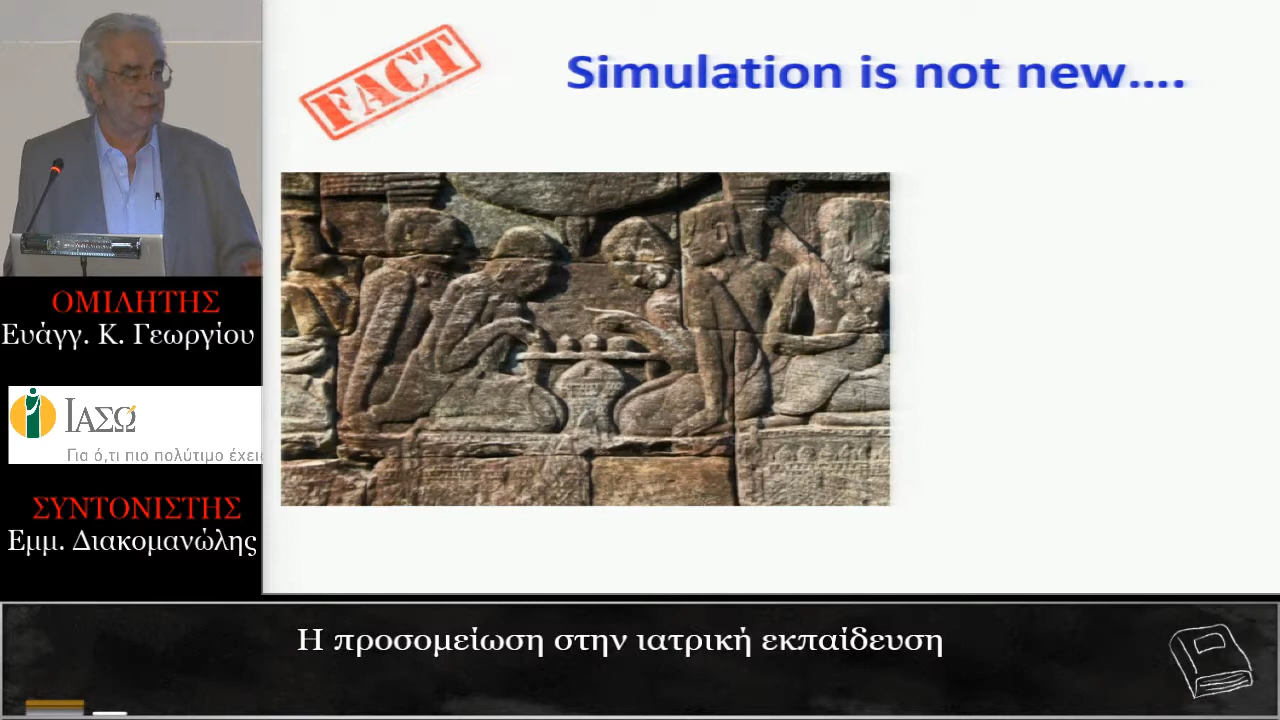 FACT
Simulation is not new....
ΟΜΙΛΗΤΗΣ
Ευάγγ. Κ. Γεωργίου
ΙΑΣΩ
Για ό,τι πιο πολύτιμο έχει
ΣΥΝΤΟΝΙΣΤΗΣ
Εμμ. Διακομανώλης
Η προσομείωση στην ιατρική εκπαίδευση